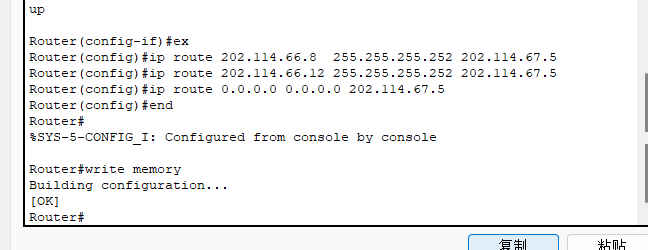 up
Router(config-if)#ex
Router(config)#ip route 202.114.66.8  255.255.255.252 202.114.67.5
Router(config)#ip route 202.114.66.12 255.255.255.252 202.114.67.5
Router(config)#ip route 0.0.0.0 0.0.0.0 202.114.67.5
Router(config)#end
Router#
%SYS-5-CONFIG_I: Configured from console by console
Router#write memory
Building configuration...
[OK]
Router#
复制 粘贴